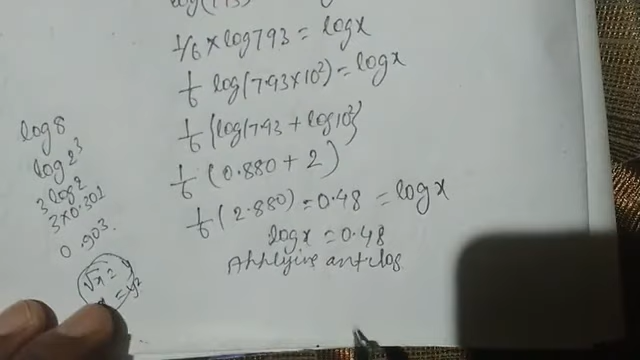 1/6 × log 793 = log x
1/6 log(7.93×10²) = log x
1/6 {log 7.93 + log 10²}
1/6 (0.880 + 2)
1/6 (2.880) = 0.48 = log x
log x = 0.48
Applying antilog
log 8
log 2³
3 log 2
3×0.301
0.903.